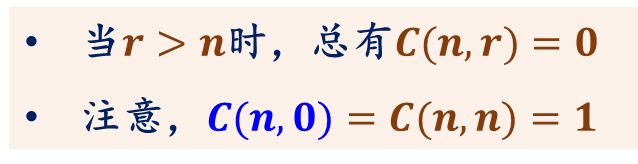 • 当r > n时，总有C(n, r) = 0
• 注意，C(n, 0) = C(n, n) = 1